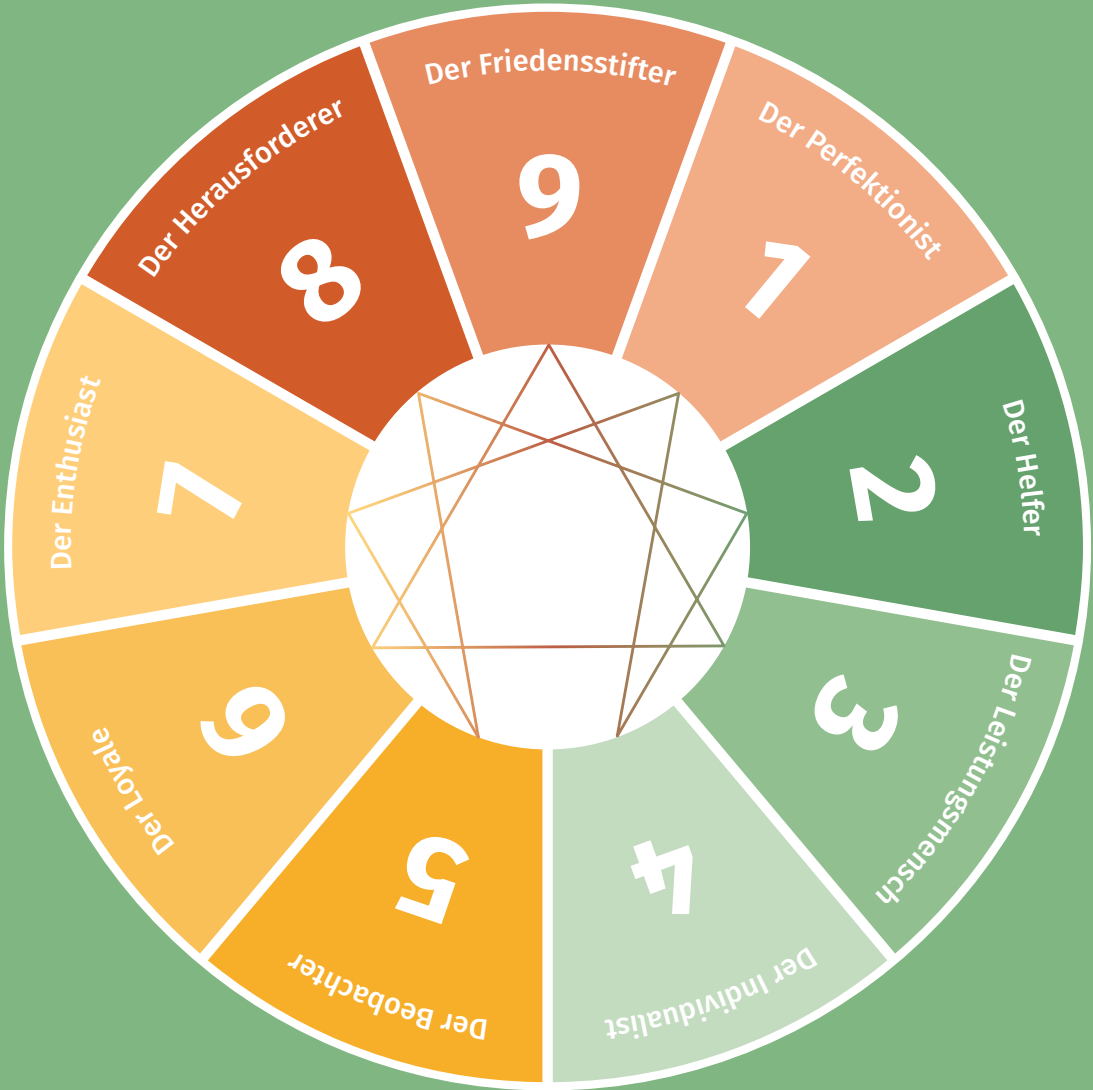 Der Friedensstifter
9
Der Perfektionist
1
Der Helfer
2
Der Leistungsmensch
3
Der Individualist
4
Der Beobachter
5
Der Loyale
6
Der Enthusiast
7
Der Herausforderer
8